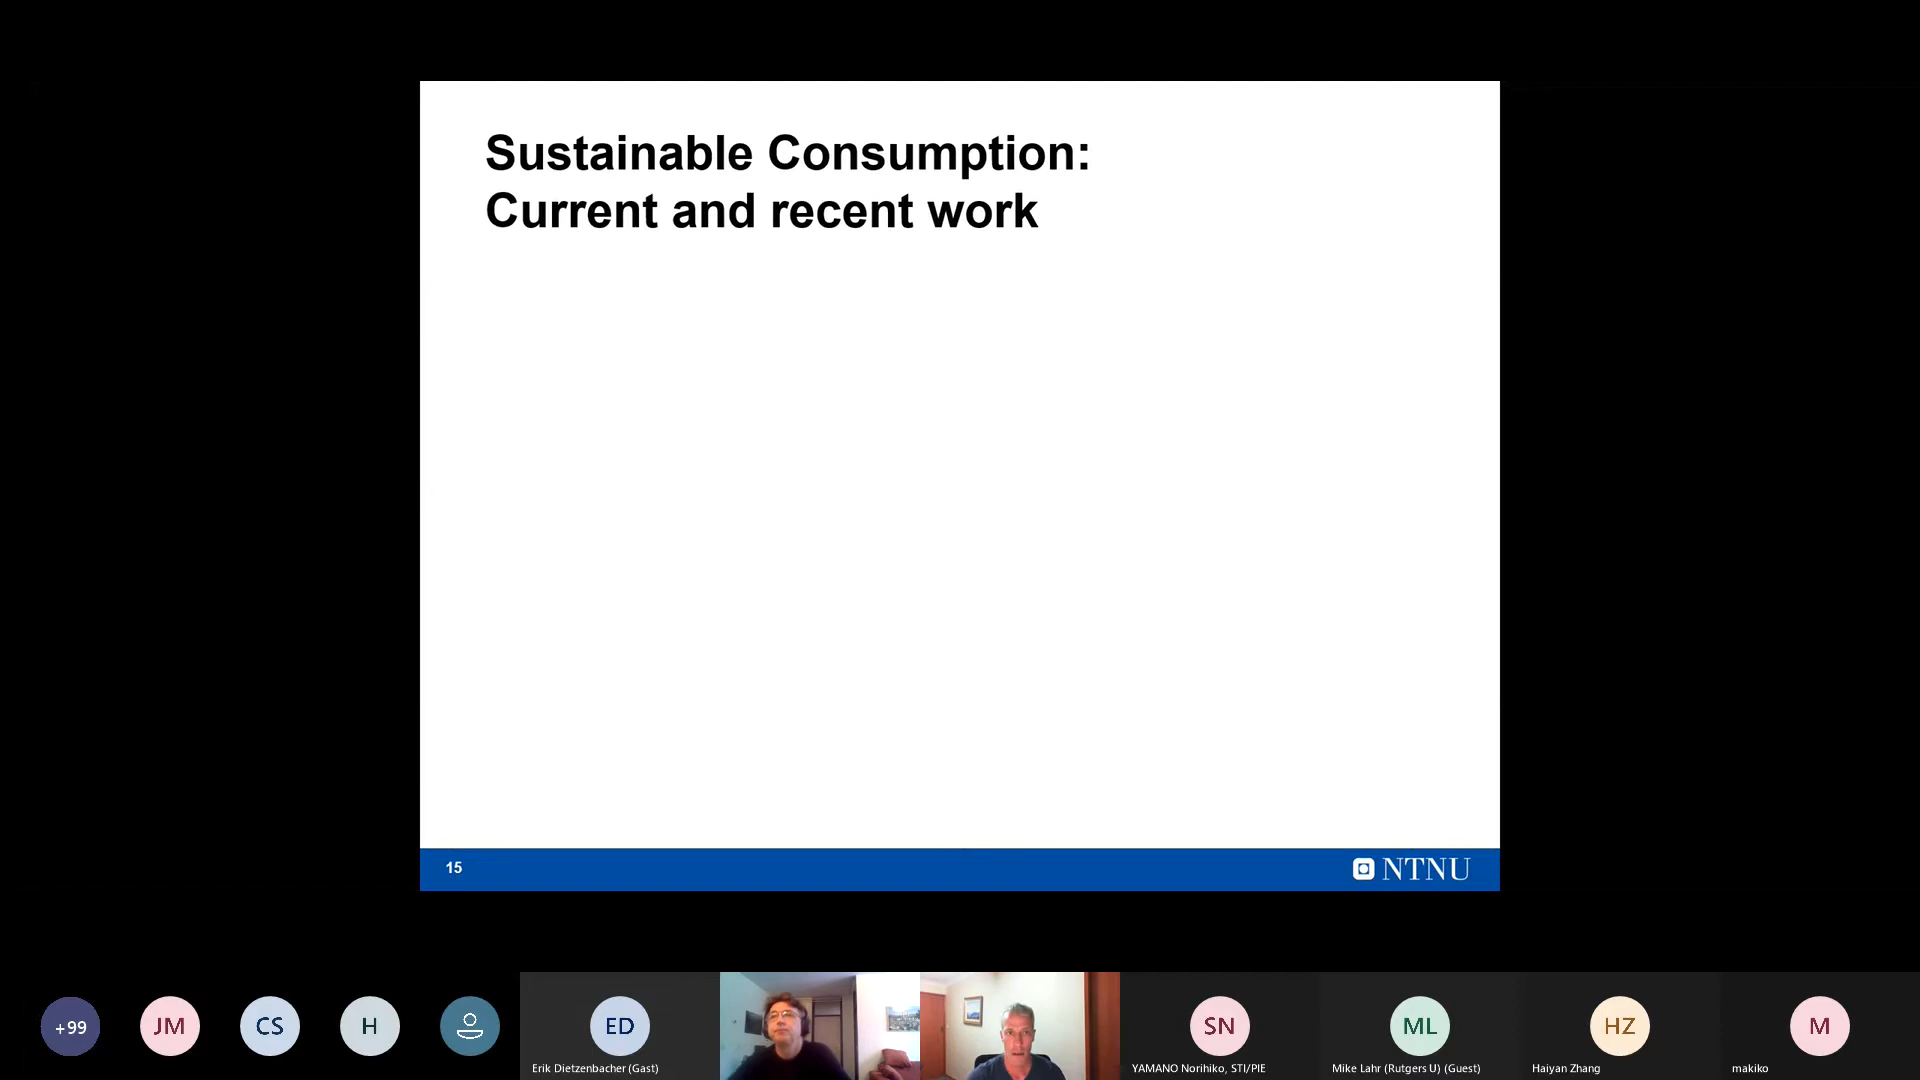 Sustainable Consumption:
Current and recent work
15
NTNU
+99
JM
CS
H
ED
Erik Dietzenbacher (Gast)
SN
YAMANO Norihiko, STI/PIE
ML
Mike Lahr (Rutgers U) (Guest)
HZ
Haiyan Zhang
M
makiko